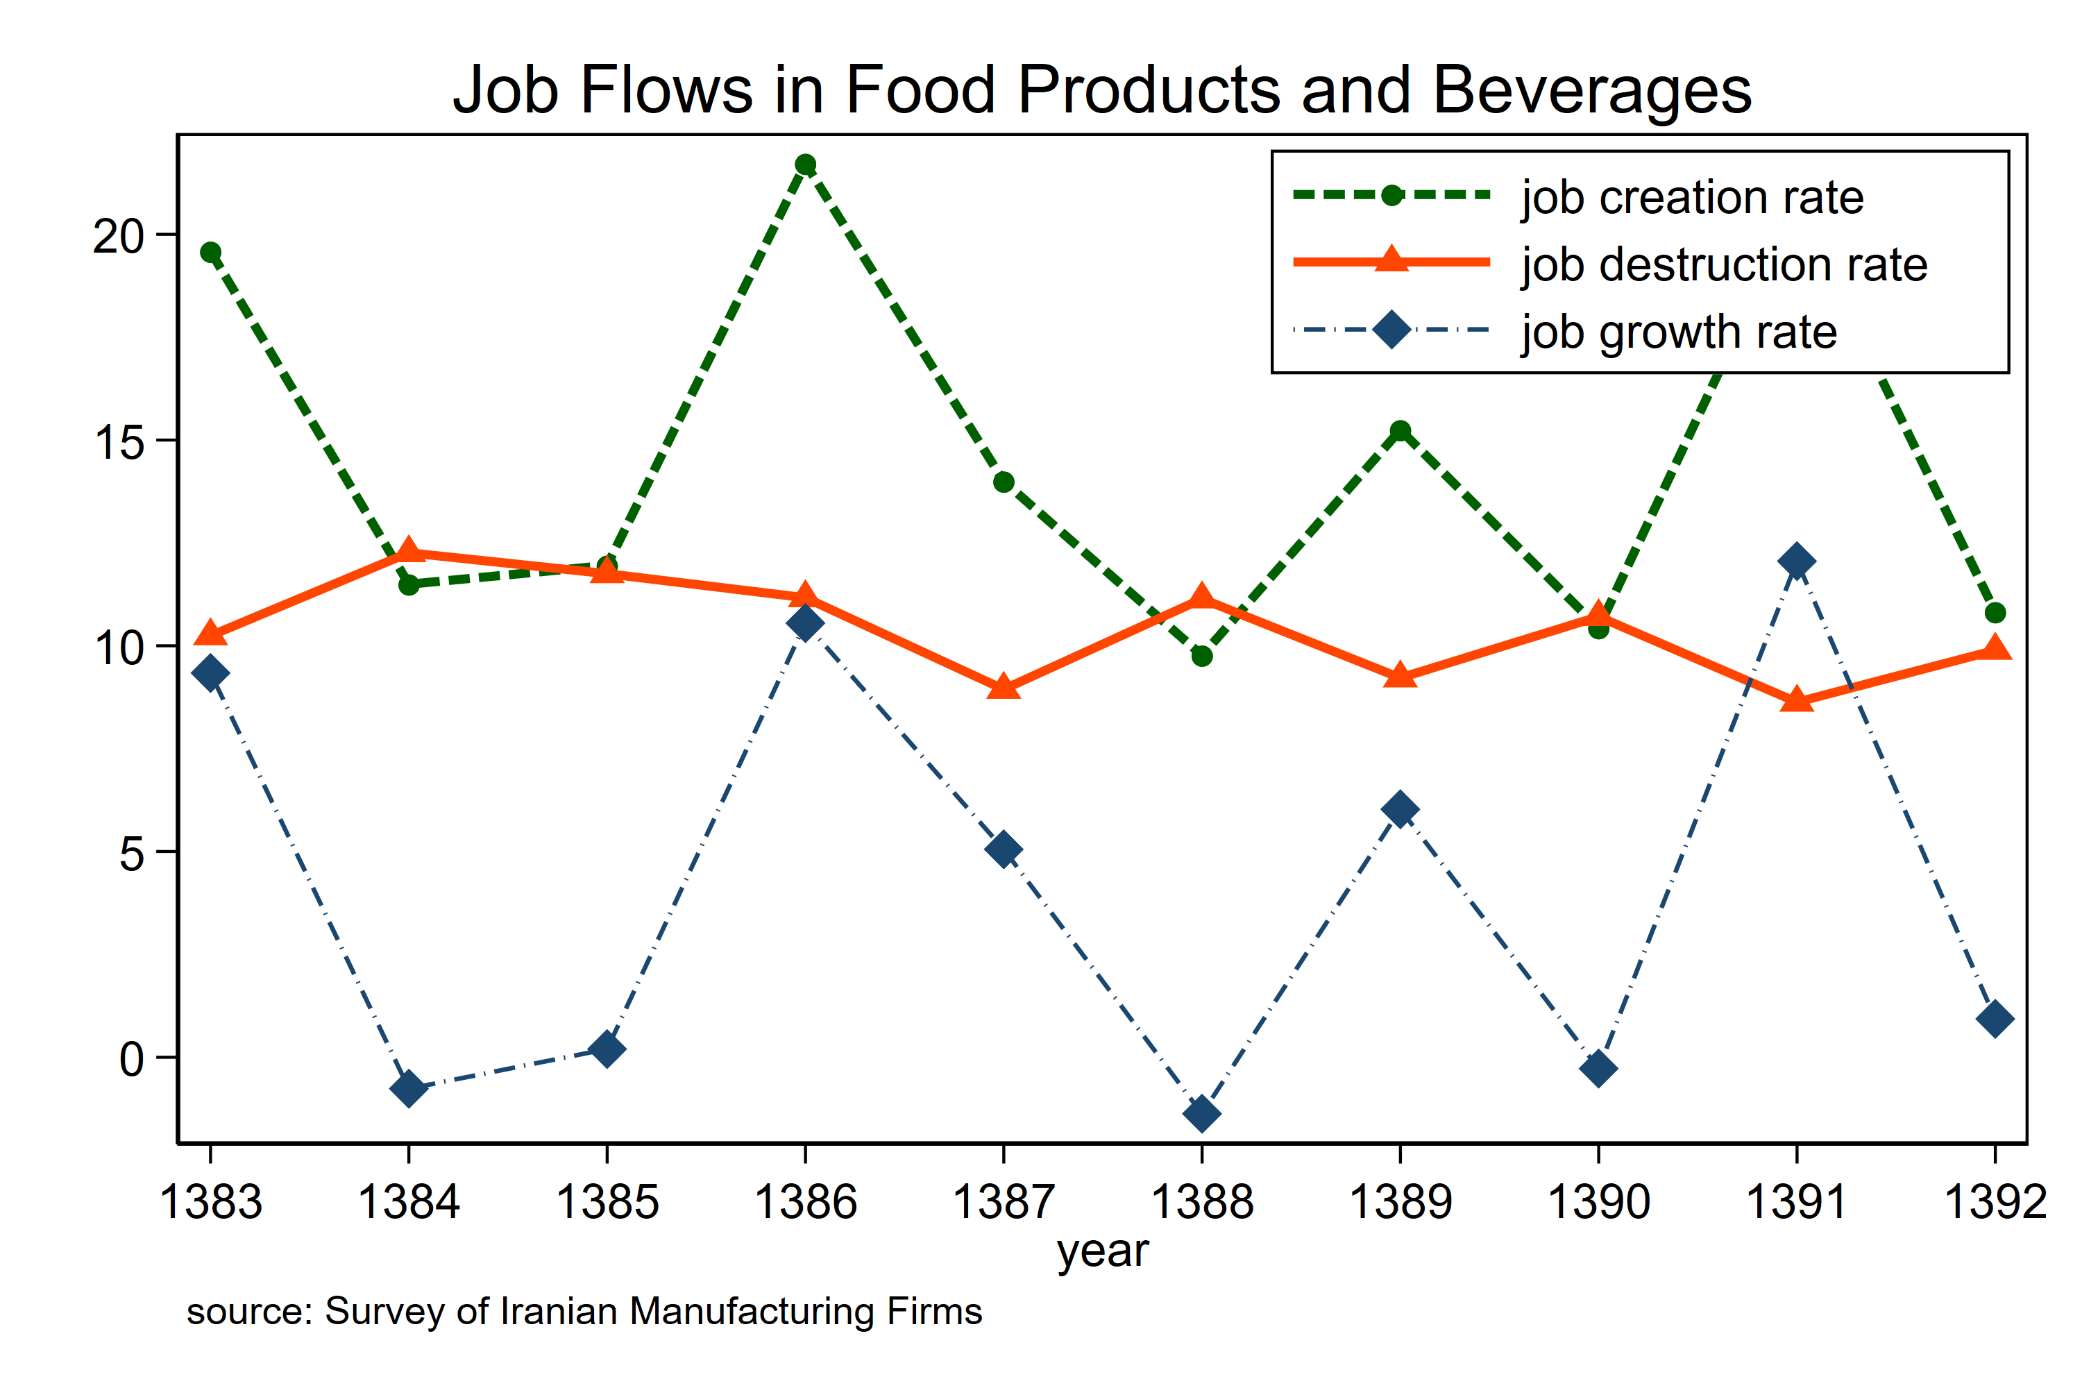 Job Flows in Food Products and Beverages
job creation rate
job destruction rate
job growth rate
20
15
10
5
0
1383 1384 1385 1386 1387 1388 1389 1390 1391 1392
year
source: Survey of Iranian Manufacturing Firms